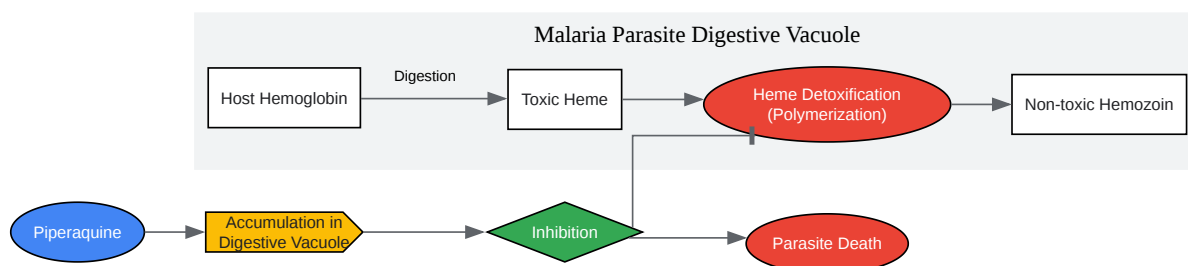 Malaria Parasite Digestive Vacuole
Host Hemoglobin
Digestion
Toxic Heme
Heme Detoxification
(Polymerization)
Non-toxic Hemozoin
Piperaquine
Accumulation in
Digestive Vacuole
Inhibition
Parasite Death